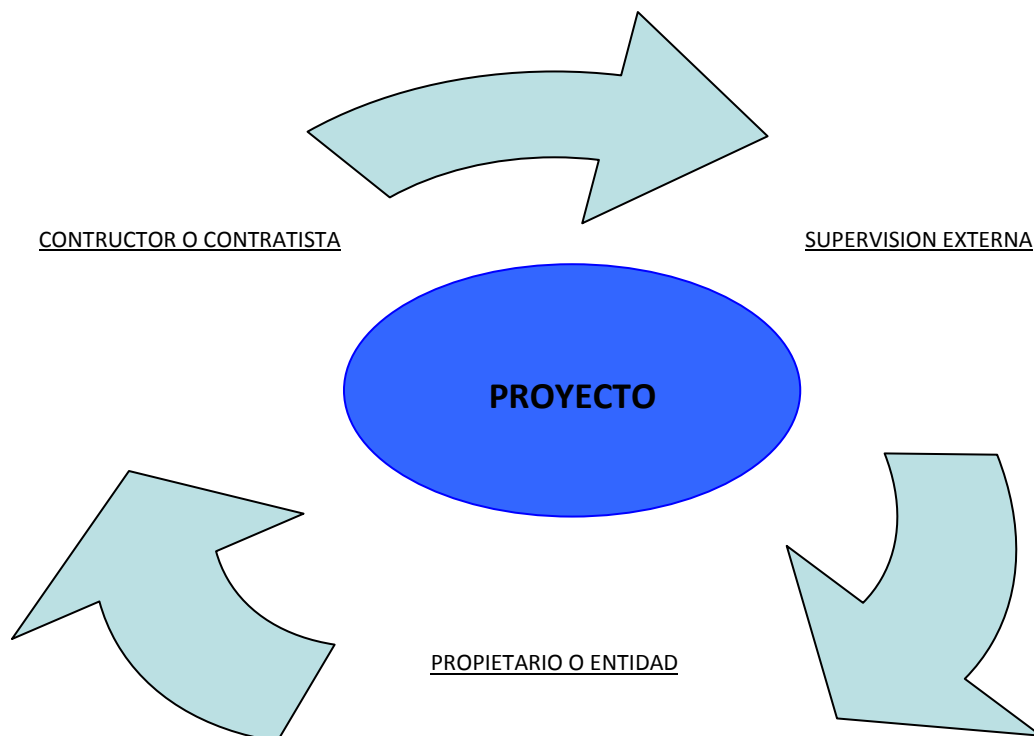 CONTRUCTOR O CONTRATISTA
SUPERVISION EXTERNA
PROYECTO
PROPIETARIO O ENTIDAD